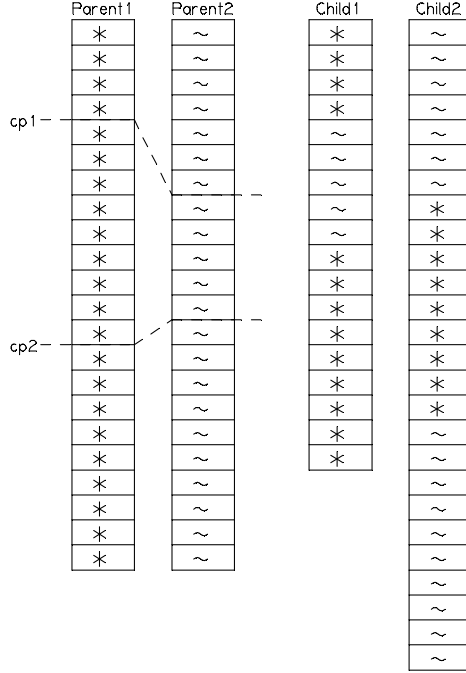 Parent1 Parent2 Child1 Child2
* ~ * ~
* ~ * ~
* ~ * ~
* ~ * ~
cp1
* ~ ~ ~
* ~ ~ ~
* ~ ~ ~
* ~ ~ *
* ~ ~ *
* ~ * *
* ~ * *
* ~ * *
* ~ * *
cp2
* ~ * *
* ~ * *
* ~ * *
* ~ * ~
* ~ * ~
* ~ ~
* ~ ~
* ~ ~
* ~ ~
~
~
~
~